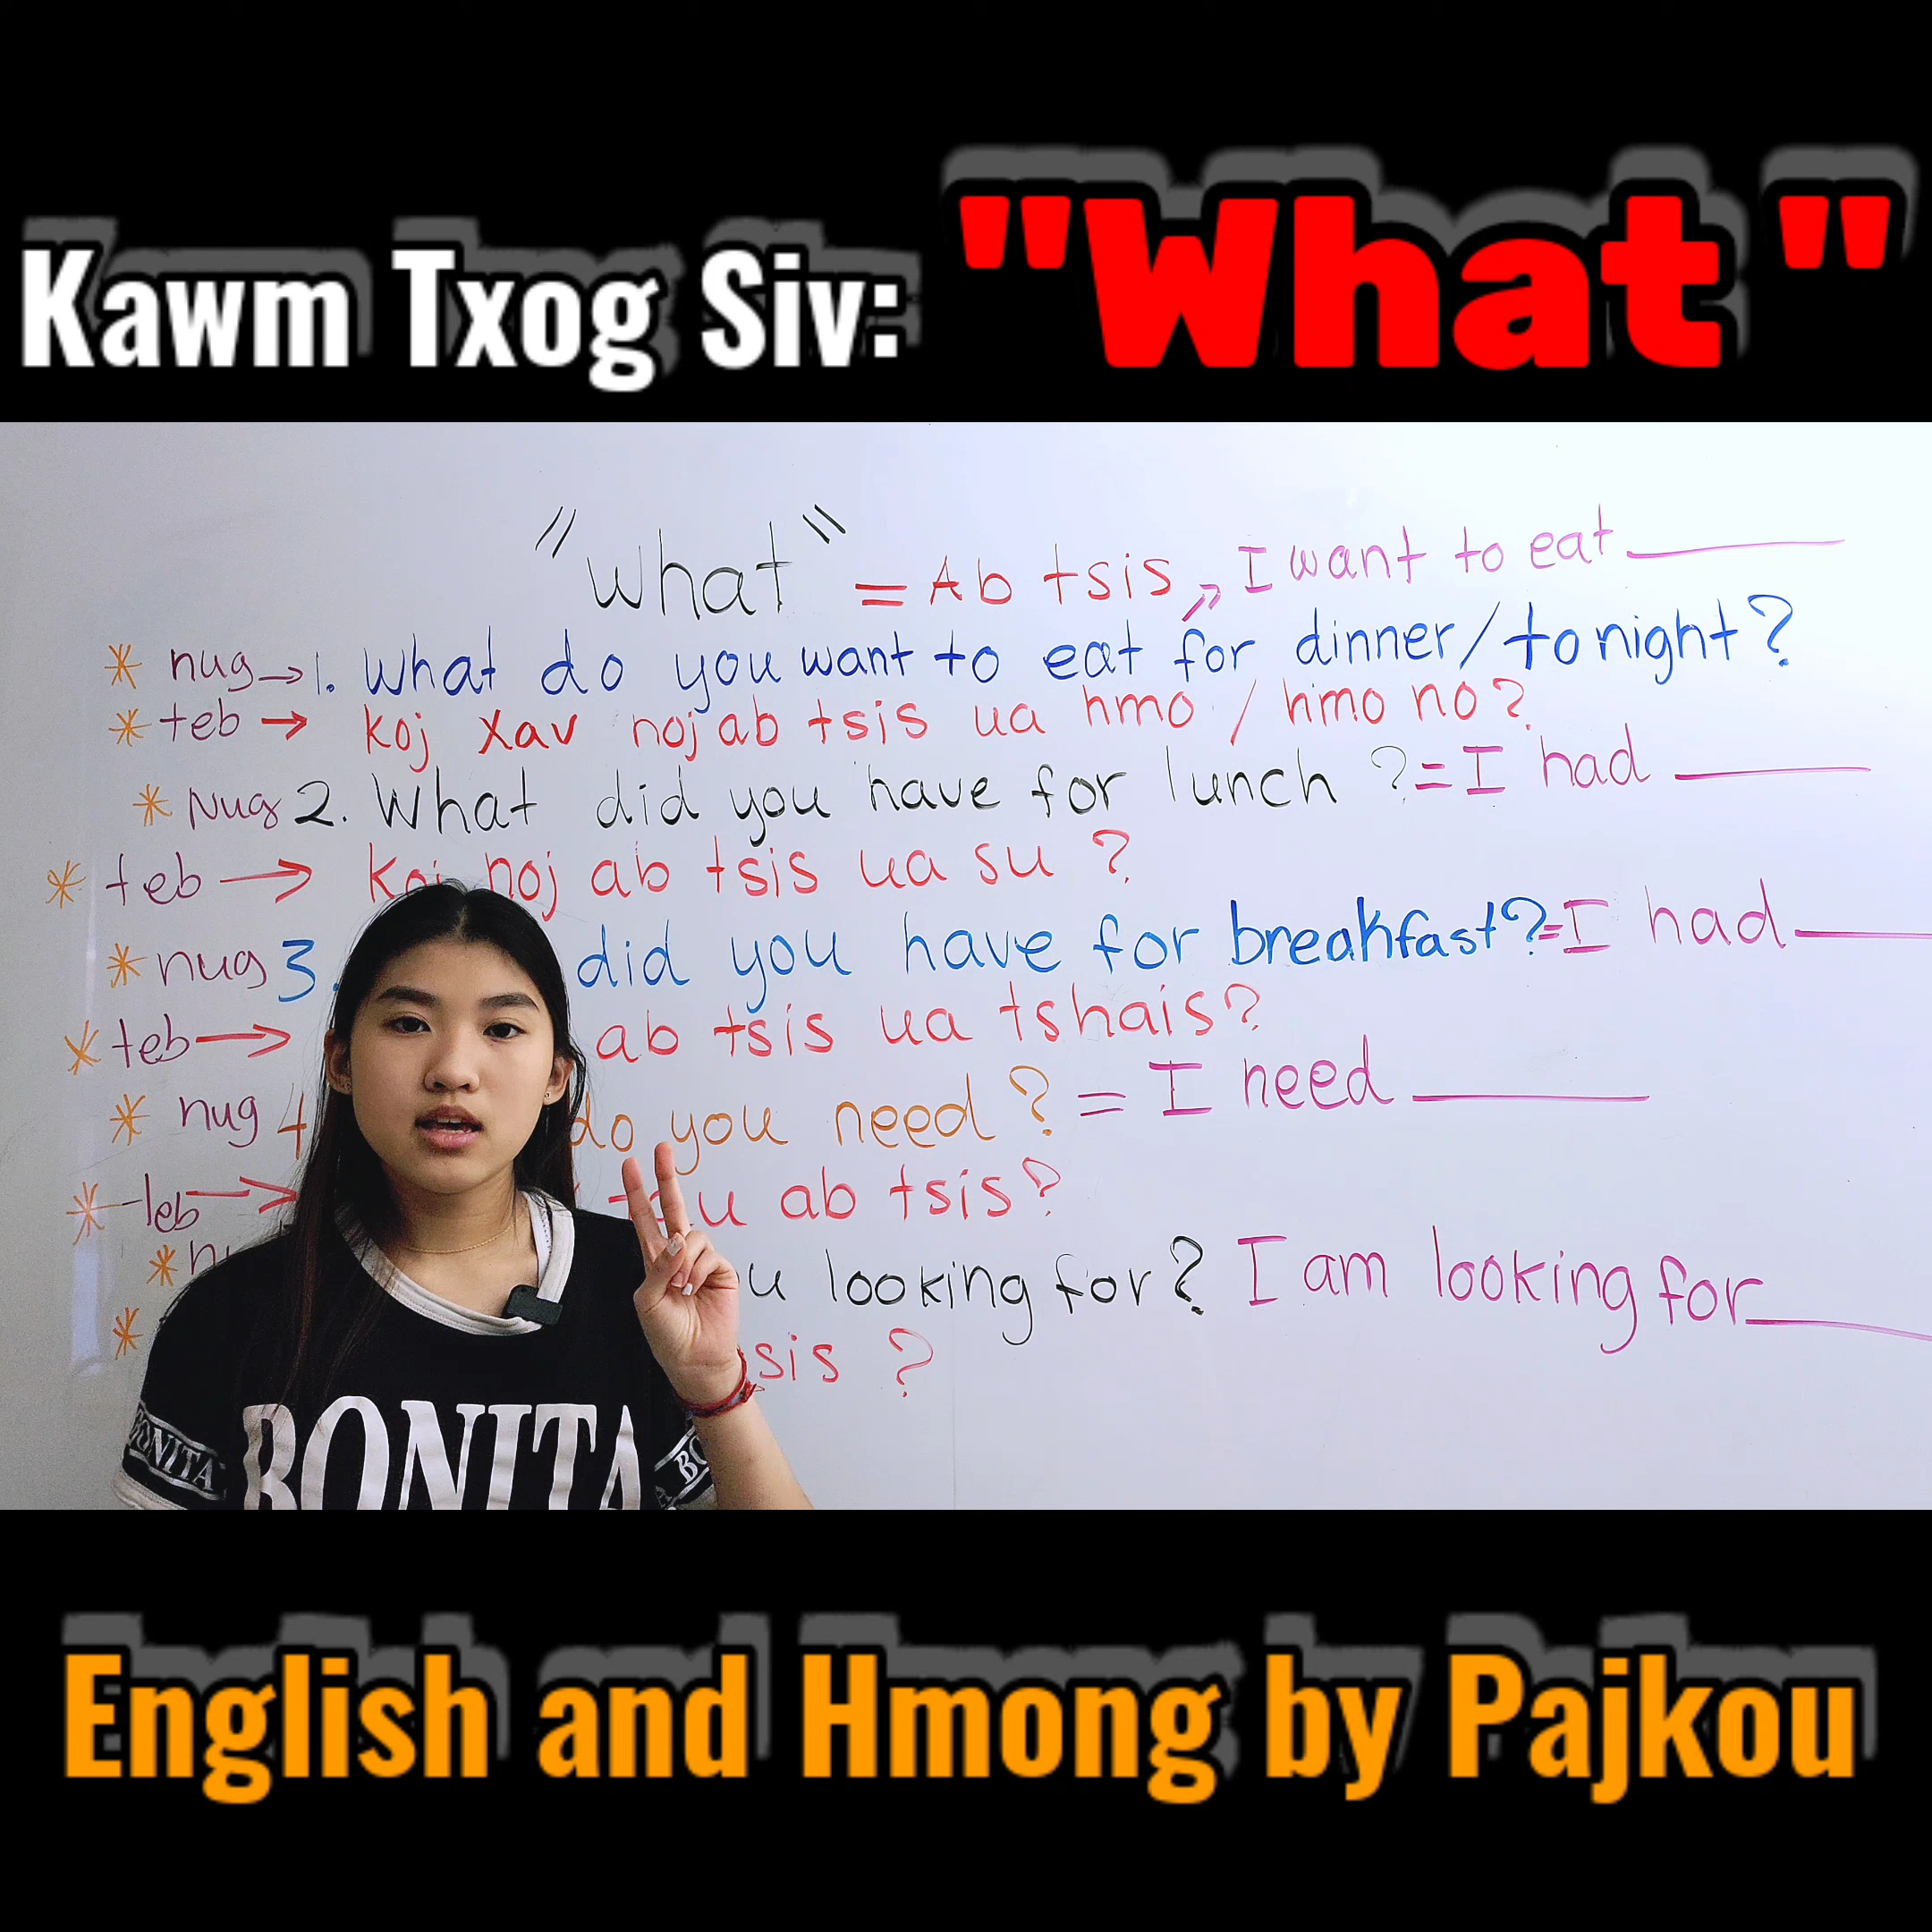 Kawm Txog Siv: "What"
"What" = Ab tsis
I want to eat
* nug → 1. What do you want to eat for dinner/tonight?
* teb → koj xav noj ab tsis ua hmo / hmo no?
* Nug 2. What did you have for lunch? = I had
* teb → koj noj ab tsis ua su?
* nug 3. did you have for breakfast? = I had
* teb → ab tsis ua tshais?
* nug do you need? = I need
* teb → ab tsis?
* looking for? I am looking for
* ?
BONITA
BONITA
English and Hmong by Pajkou